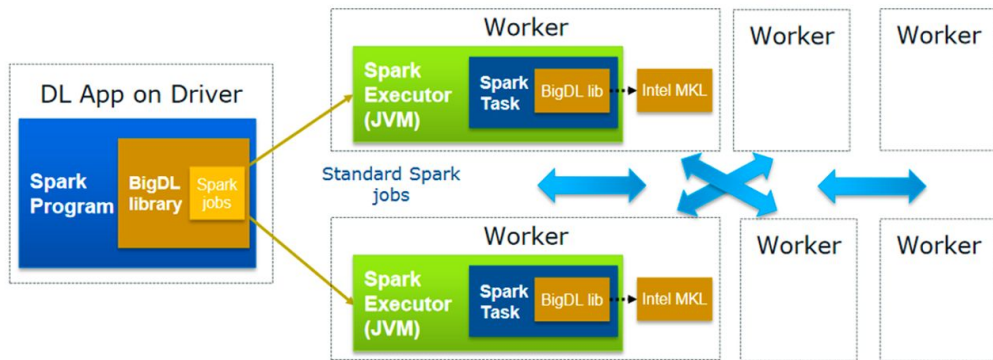 DL App on Driver
Spark
Program
BigDL
library
Spark
jobs
Worker
Spark
Executor
(JVM)
Spark
Task
BigDL lib
Intel MKL
Worker
Worker
Standard Spark
jobs
Worker
Spark
Executor
(JVM)
Spark
Task
BigDL lib
Intel MKL
Worker
Worker